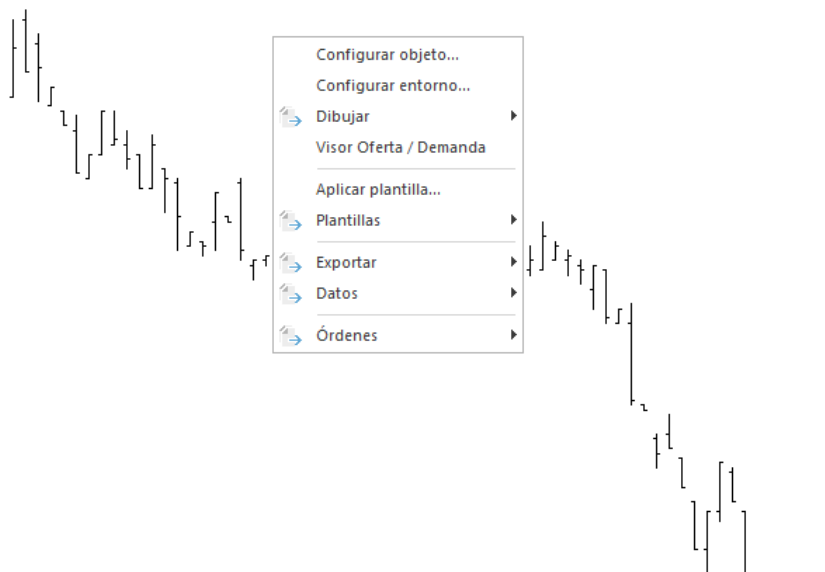 Configurar objeto...
Configurar entorno...
Dibujar
Visor Oferta / Demanda
Aplicar plantilla...
Plantillas
Exportar
Datos
Órdenes